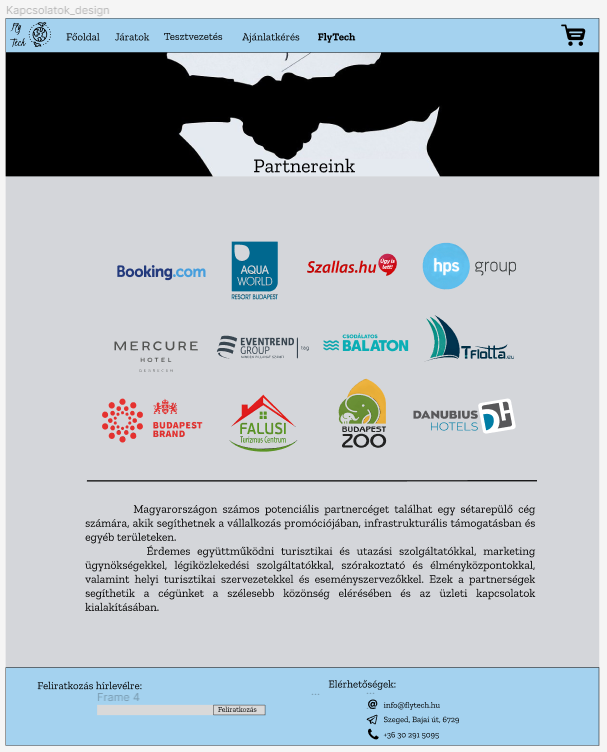 Kapcsolatok_design
Fly
Tech
Főoldal Járatok Tesztvezetés Ajánlatkérés FlyTech
Partnereink
Booking.com
AQUA
WORLD
RESORT BUDAPEST
Szallas.hu
Úgy is
lett!
hps group
MERCURE
HOTEL
DEBRECEN
EVENTREND
GROUP
tag
CSODÁLATOS
BALATON
Tflotta.eu
BUDAPEST
BRAND
FALUSI
Turizmus Centrum
BUDAPEST
ZOO
DANUBIUS
HOTELS
DH
Magyarországon számos potenciális partnercéget találhat egy sétarepülő cég
számára, akik segíthetnek a vállalkozás promóciójában, infrastrukturális támogatásban és
egyéb területeken.
Érdemes együttműködni turisztikai és utazási szolgáltatókkal, marketing
ügynökségekkel, légiközlekedési szolgáltatókkal, szórakoztató és élményközpontokkal,
valamint helyi turisztikai szervezetekkel és eseményszervezőkkel. Ezek a partnerségek
segíthetik a cégünket a szélesebb közönség elérésében és az üzleti kapcsolatok
kialakításában.
Feliratkozás hírlevélre:
Frame 4
Feliratkozás
Elérhetőségek:
... ...
info@flytech.hu
Szeged, Bajai út, 6729
+36 30 291 5095